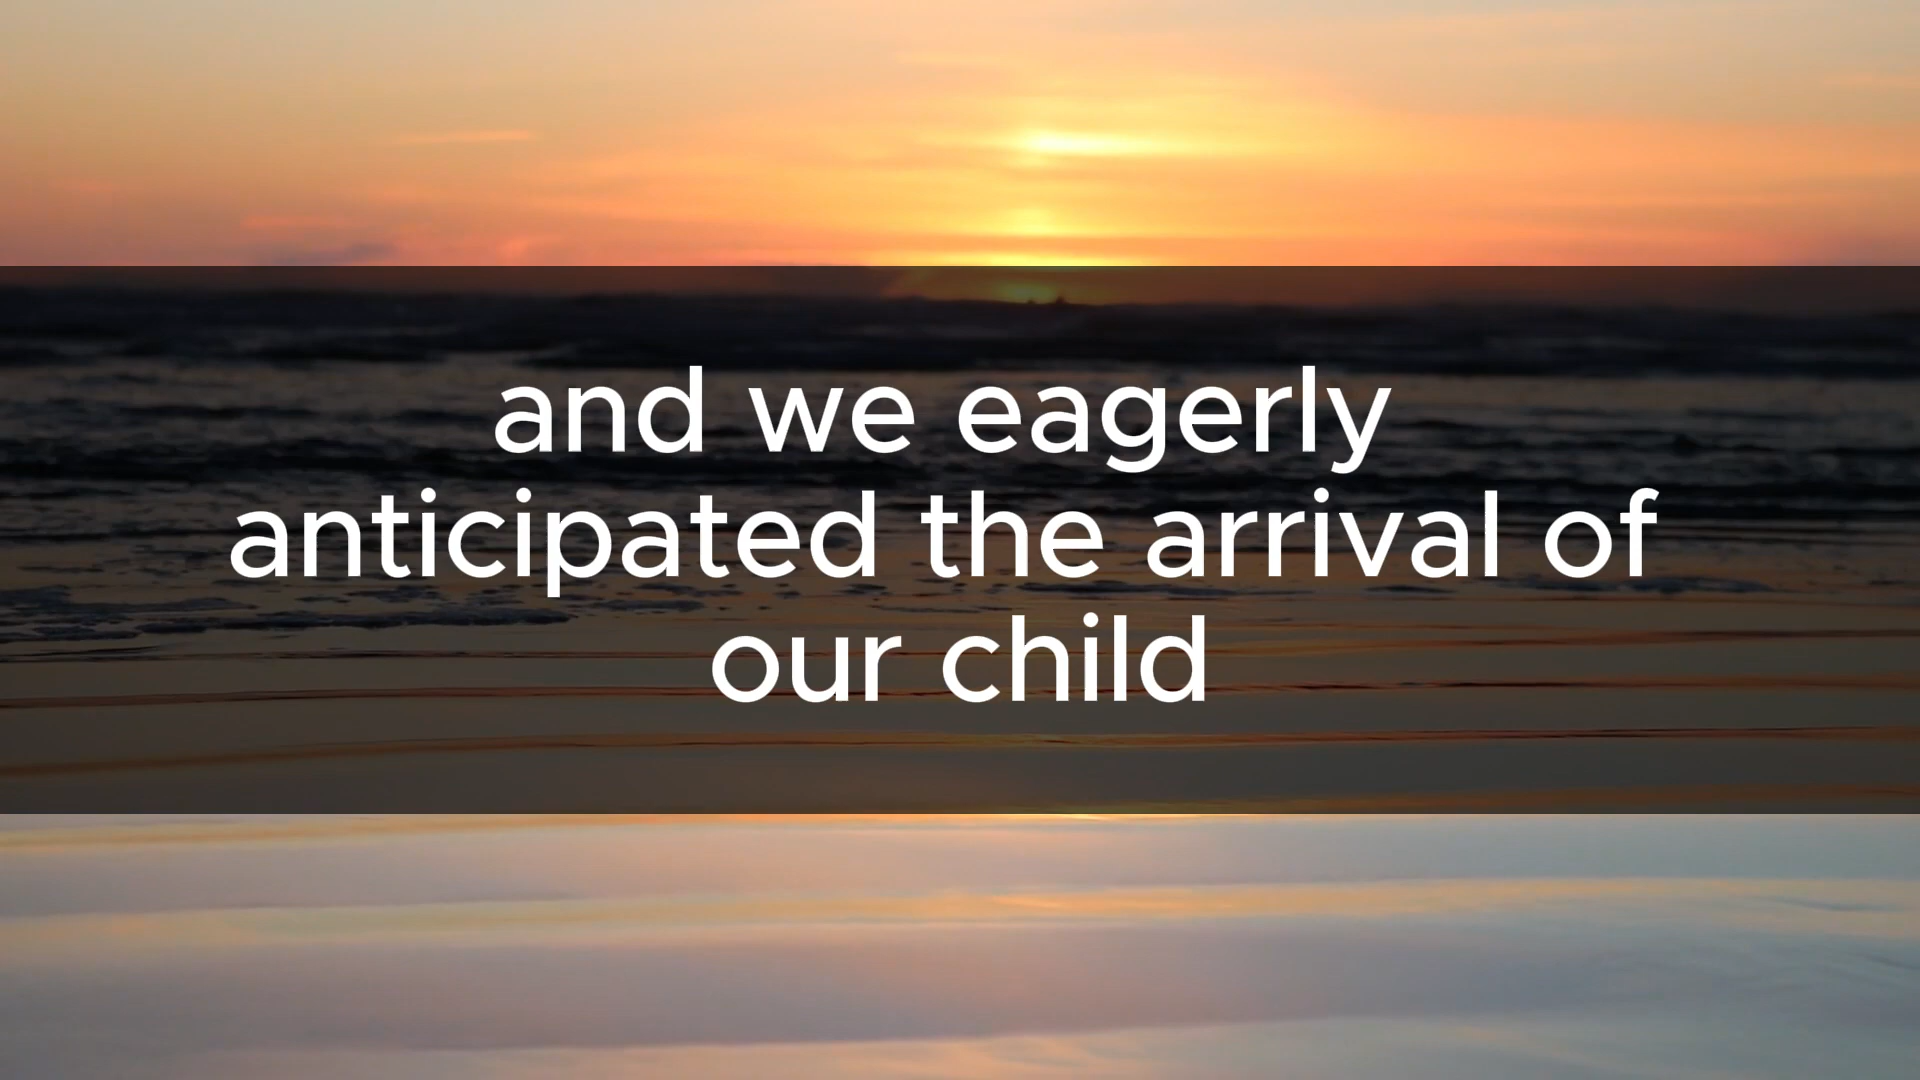 and we eagerly
anticipated the arrival of
our child